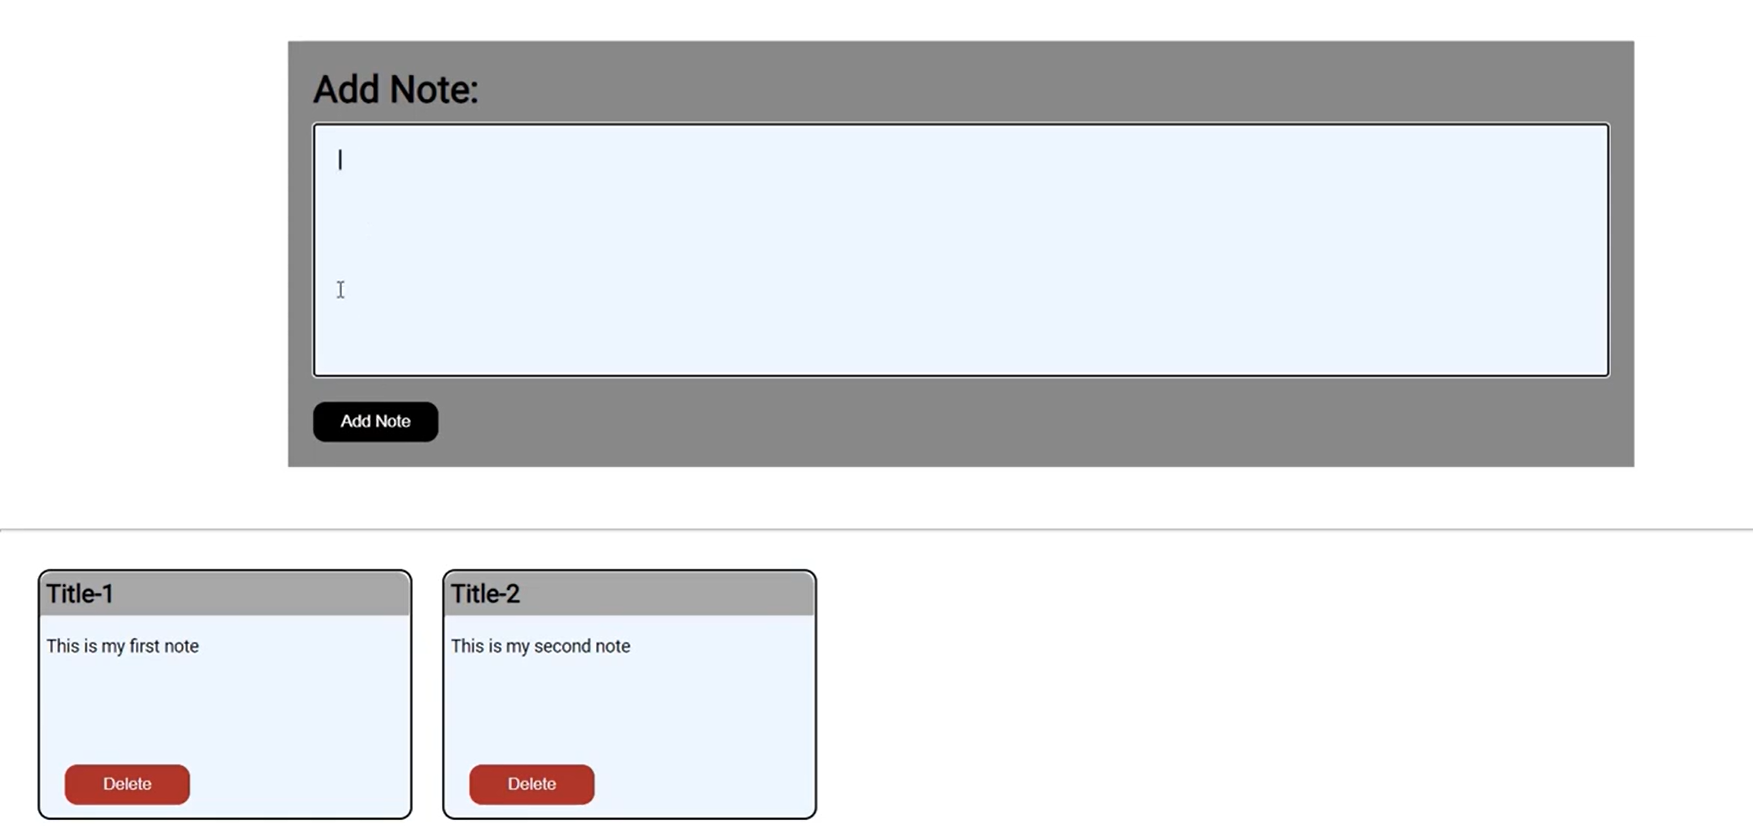 Add Note:
Add Note
Title-1
This is my first note
Delete
Title-2
This is my second note
Delete